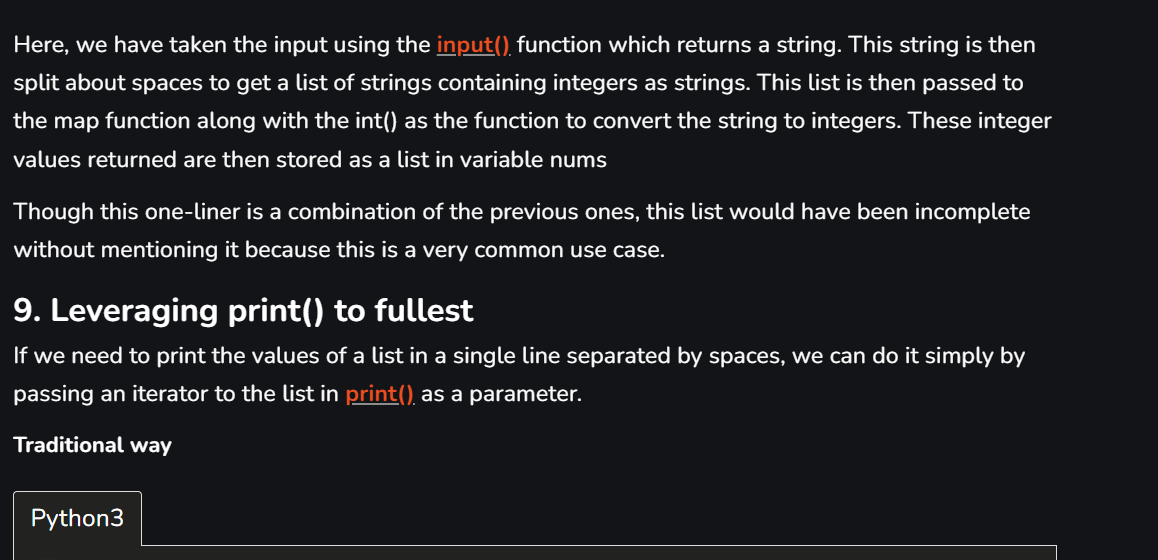 Here, we have taken the input using the input() function which returns a string. This string is then
split about spaces to get a list of strings containing integers as strings. This list is then passed to
the map function along with the int() as the function to convert the string to integers. These integer
values returned are then stored as a list in variable nums
Though this one-liner is a combination of the previous ones, this list would have been incomplete
without mentioning it because this is a very common use case.
9. Leveraging print() to fullest
If we need to print the values of a list in a single line separated by spaces, we can do it simply by
passing an iterator to the list in print() as a parameter.
Traditional way
Python3